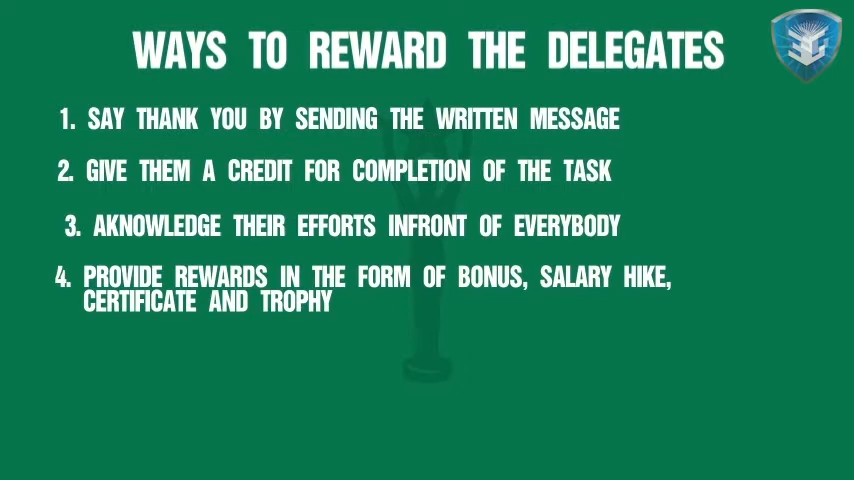 WAYS TO REWARD THE DELEGATES
1. SAY THANK YOU BY SENDING THE WRITTEN MESSAGE
2. GIVE THEM A CREDIT FOR COMPLETION OF THE TASK
3. AKNOWLEDGE THEIR EFFORTS INFRONT OF EVERYBODY
4. PROVIDE REWARDS IN THE FORM OF BONUS, SALARY HIKE,
CERTIFICATE AND TROPHY